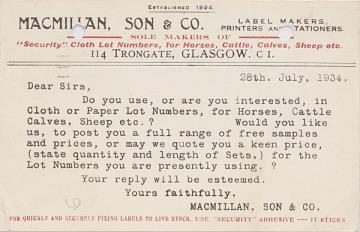 ESTABLISHED 1894.
MACMILLAN, SON & CO.
LABEL MAKERS,
PRINTERS AND STATIONERS.
SOLE MAKERS OF
"Security" Cloth Lot Numbers, for Horses, Cattle, Calves, Sheep etc.
114 TRONGATE, GLASGOW. C 1.
28th. July, 1934.
Dear Sirs,
Do you use, or are you interested, in
Cloth or Paper Lot Numbers, for Horses, Cattle
Calves, Sheep etc.? Would you like
us, to post you a full range of free samples
and prices, or may we quote you a keen price,
(state quantity and length of Sets.) for the
Lot Numbers you are presently using. ?
Your reply will be esteemed.
Yours faithfully.
MACMILLAN, SON & CO.
FOR QUICKLY AND SECURELY FIXING LABELS TO LIVE STOCK. USE "SECURITY" ADHESIVE — IT STICKS